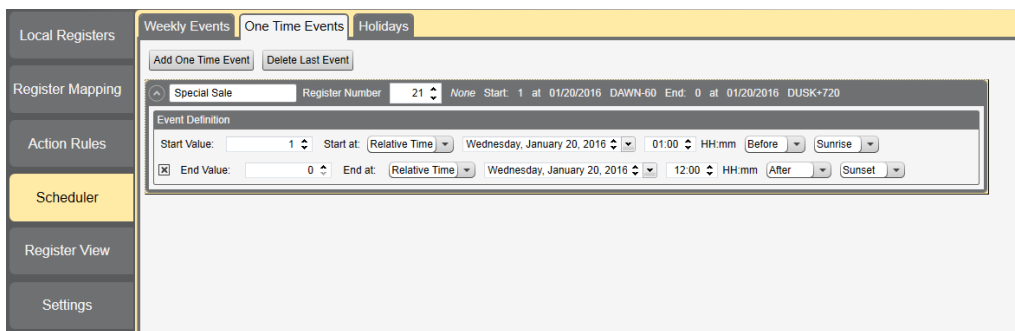 Local Registers
Register Mapping
Action Rules
Scheduler
Register View
Settings
Weekly Events One Time Events Holidays
Add One Time Event Delete Last Event
Special Sale Register Number 21 None Start: 1 at 01/20/2016 DAWN-60 End: 0 at 01/20/2016 DUSK+720
Event Definition
Start Value: 1 Start at: Relative Time Wednesday, January 20, 2016 01:00 HH:mm Before Sunrise
End Value: 0 End at: Relative Time Wednesday, January 20, 2016 12:00 HH:mm After Sunset